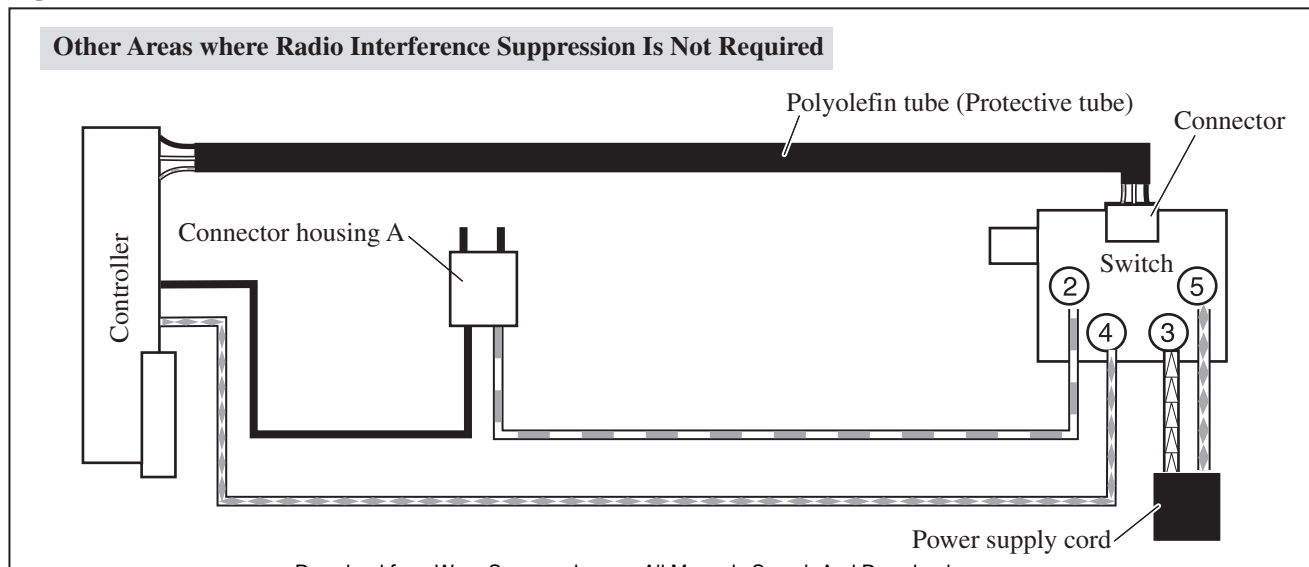 Other Areas where Radio Interference Suppression Is Not Required
Polyolefin tube (Protective tube)
Connector
Connector housing A
Controller
Switch
2
5
4
3
Power supply cord